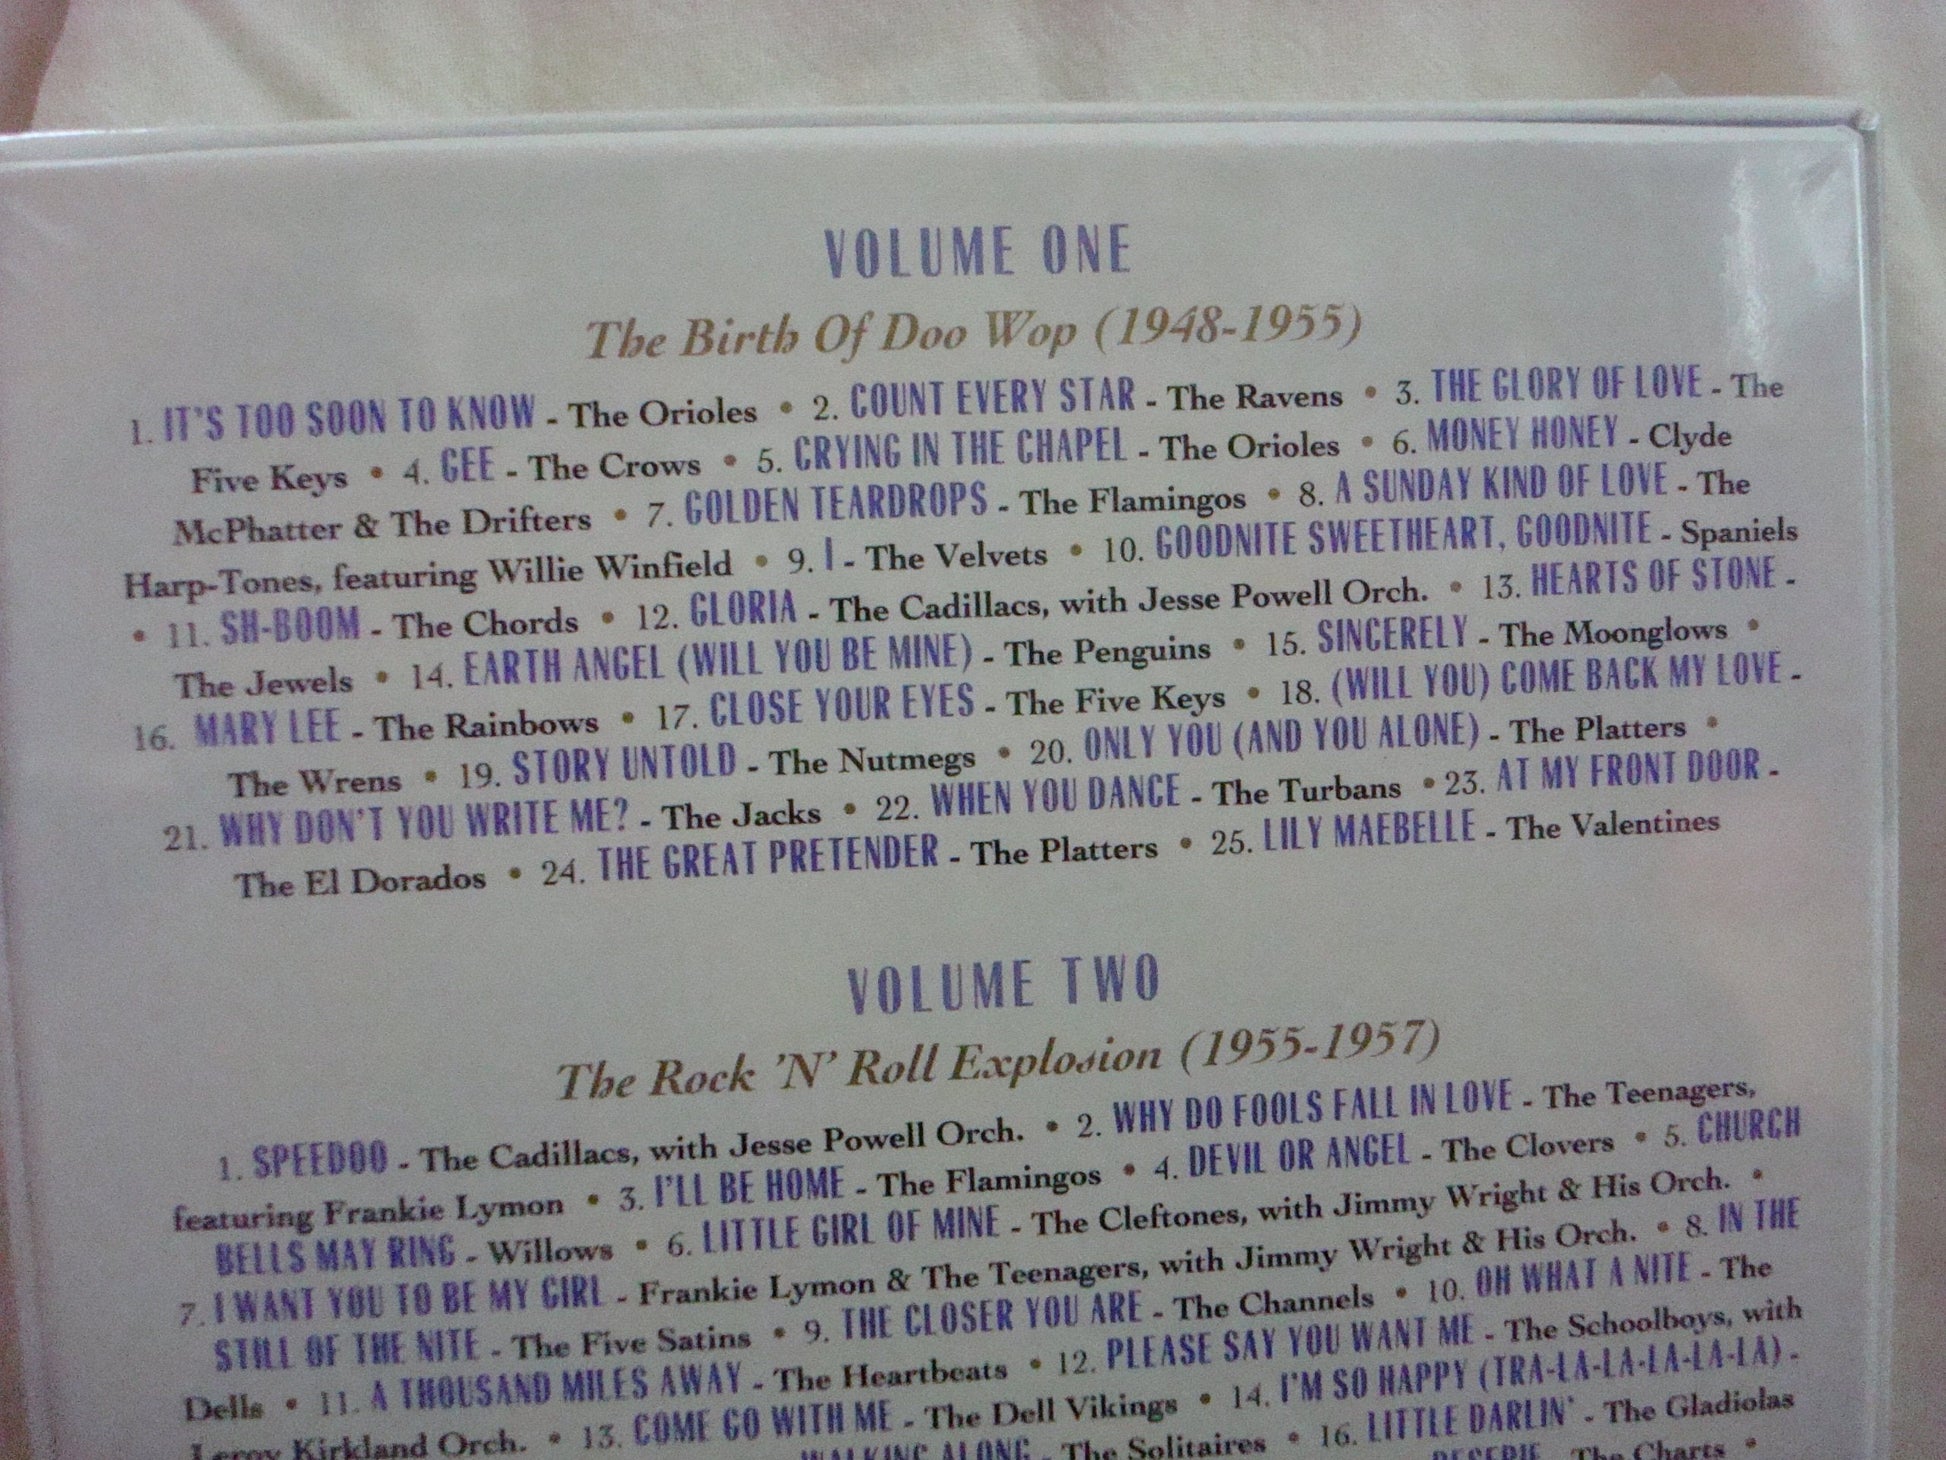 VOLUME ONE
The Birth Of Doo Wop (1948-1955)
1. IT'S TOO SOON TO KNOW - The Orioles • 2. COUNT EVERY STAR - The Ravens • 3. THE GLORY OF LOVE - The
Five Keys • 4. GEE - The Crows • 5. CRYING IN THE CHAPEL - The Orioles • 6. MONEY HONEY - Clyde
McPhatter & The Drifters • 7. GOLDEN TEARDROPS - The Flamingos • 8. A SUNDAY KIND OF LOVE - The
Harp-Tones, featuring Willie Winfield • 9. I - The Velvets • 10. GOODNITE SWEETHEART, GOODNITE - Spaniels
• 11. SH-BOOM - The Chords • 12. GLORIA - The Cadillacs, with Jesse Powell Orch. • 13. HEARTS OF STONE -
The Jewels • 14. EARTH ANGEL (WILL YOU BE MINE) - The Penguins • 15. SINCERELY - The Moonglows •
16. MARY LEE - The Rainbows • 17. CLOSE YOUR EYES - The Five Keys • 18. (WILL YOU) COME BACK MY LOVE -
The Wrens • 19. STORY UNTOLD - The Nutmegs • 20. ONLY YOU (AND YOU ALONE) - The Platters •
21. WHY DON'T YOU WRITE ME? - The Jacks • 22. WHEN YOU DANCE - The Turbans • 23. AT MY FRONT DOOR -
The El Dorados • 24. THE GREAT PRETENDER - The Platters • 25. LILY MAEBELLE - The Valentines
VOLUME TWO
The Rock 'N' Roll Explosion (1955-1957)
1. SPEEDOO - The Cadillacs, with Jesse Powell Orch. • 2. WHY DO FOOLS FALL IN LOVE - The Teenagers,
featuring Frankie Lymon • 3. I'LL BE HOME - The Flamingos • 4. DEVIL OR ANGEL - The Clovers • 5. CHURCH
BELLS MAY RING - Willows • 6. LITTLE GIRL OF MINE - The Cleftones, with Jimmy Wright & His Orch. •
7. I WANT YOU TO BE MY GIRL - Frankie Lymon & The Teenagers, with Jimmy Wright & His Orch. • 8. IN THE
STILL OF THE NITE - The Five Satins • 9. THE CLOSER YOU ARE - The Channels • 10. OH WHAT A NITE - The
Dells • 11. A THOUSAND MILES AWAY - The Heartbeats • 12. PLEASE SAY YOU WANT ME - The Schoolboys, with
Leroy Kirkland Orch. • 13. COME GO WITH ME - The Dell Vikings • 14. I'M SO HAPPY (TRA-LA-LA-LA-LA-LA) -
WALKING ALONG - The Solitaires • 16. LITTLE DARLIN' - The Gladiolas
The Charts •